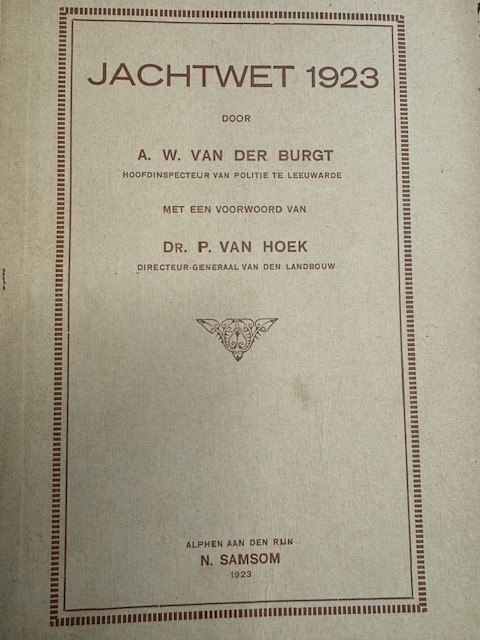 JACHTWET 1923
DOOR
A. W. VAN DER BURGT
HOOFDINSPECTEUR VAN POLITIE TE LEEUWARDE
MET EEN VOORWOORD VAN
DR. P. VAN HOEK
DIRECTEUR-GENERAAL VAN DEN LANDBOUW
ALPHEN AAN DEN RIJN
N. SAMSOM
1923